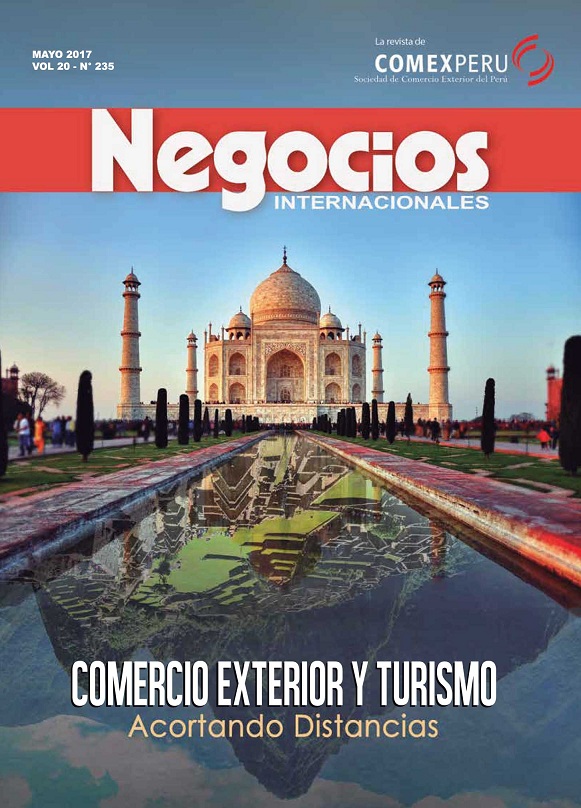 MAYO 2017
VOL 20 - N° 235
La revista de
COMEXPERU
Sociedad de Comercio Exterior del Perú
Negocios
INTERNACIONALES
COMERCIO EXTERIOR Y TURISMO
Acortando Distancias